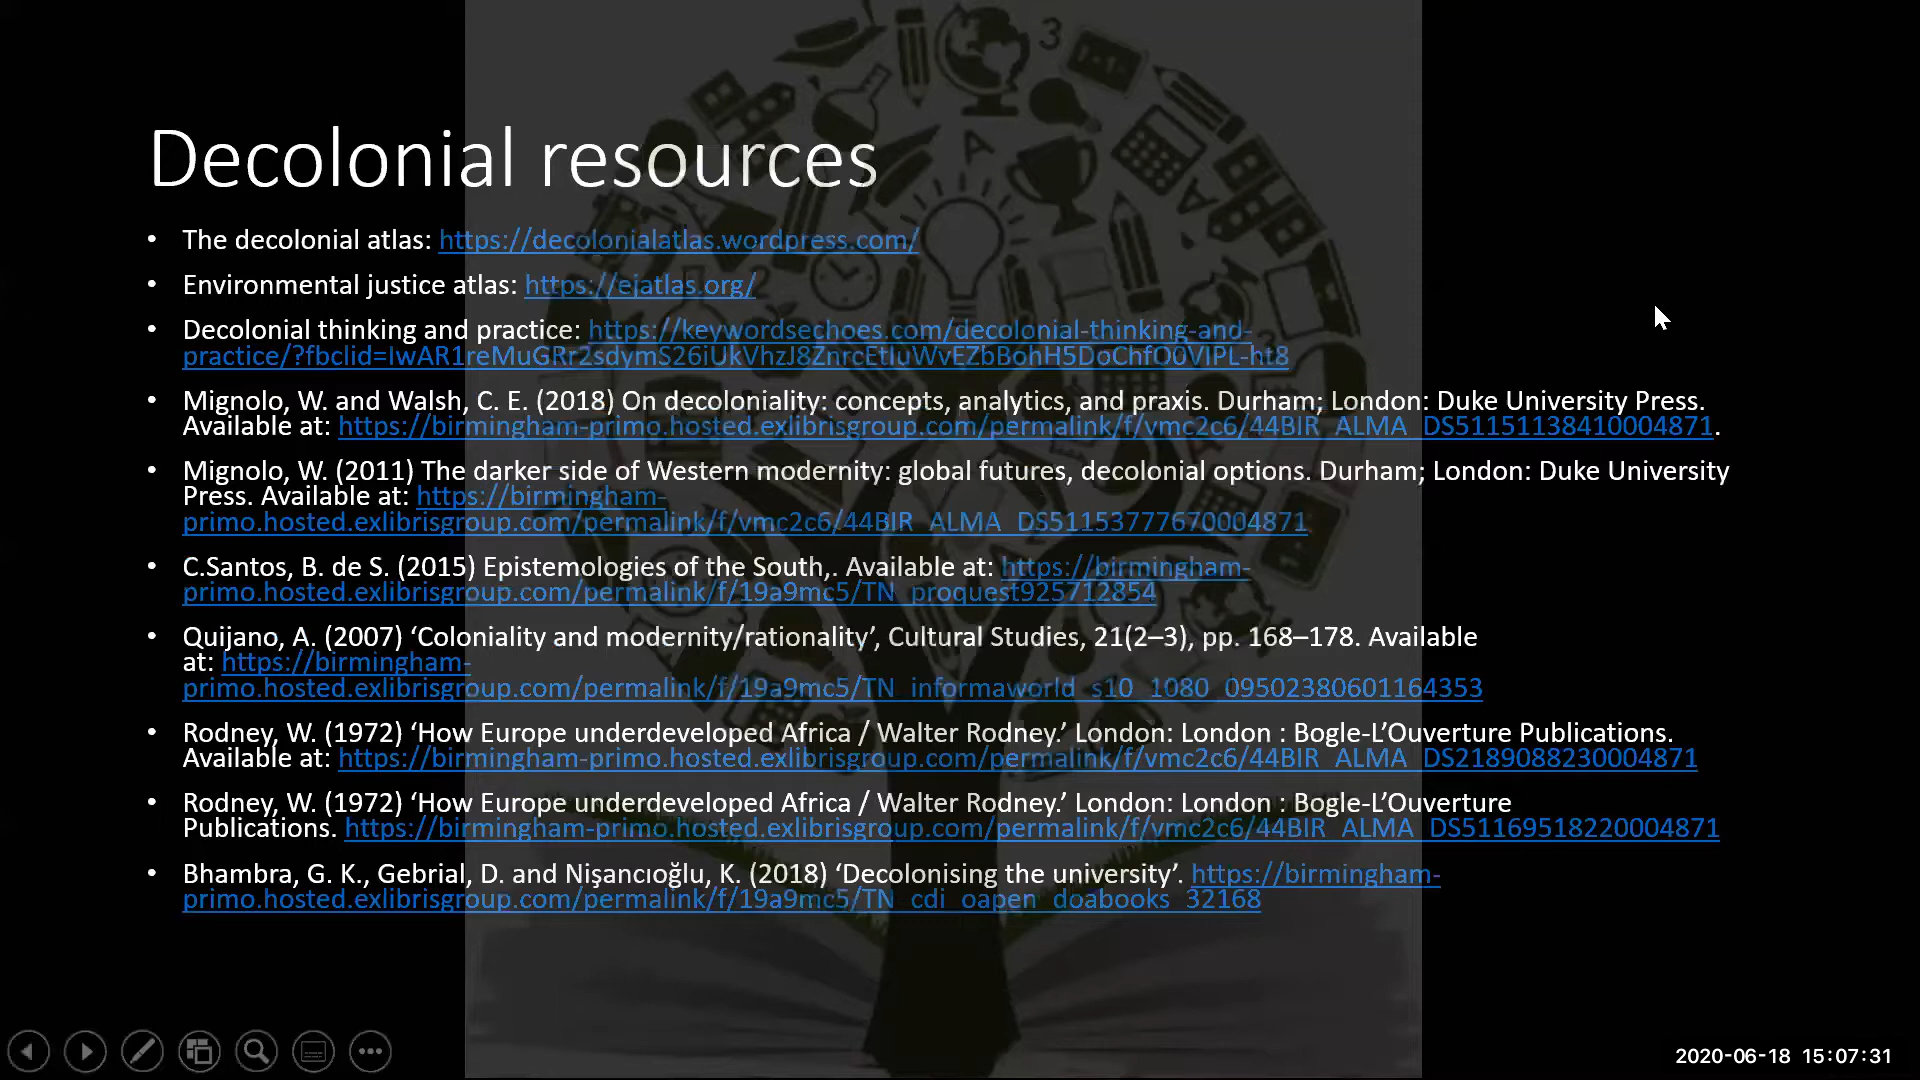 Decolonial resources
• The decolonial atlas: https://decolonialatlas.wordpress.com/
• Environmental justice atlas: https://ejatlas.org/
• Decolonial thinking and practice: https://keywordsechoes.com/decolonial-thinking-and-
practice/?fbclid=IwAR1reMuGRr2sdymS26iUkVhzJ8ZnrcEtIuWvEZbBohH5DoChfO0VIPL-ht8
• Mignolo, W. and Walsh, C. E. (2018) On decoloniality: concepts, analytics, and praxis. Durham; London: Duke University Press.
Available at: https://birmingham-primo.hosted.exlibrisgroup.com/permalink/f/vmc2c6/44BIR_ALMA_DS51151138410004871.
• Mignolo, W. (2011) The darker side of Western modernity: global futures, decolonial options. Durham; London: Duke University
Press. Available at: https://birmingham-
primo.hosted.exlibrisgroup.com/permalink/f/vmc2c6/44BIR_ALMA_DS51153777670004871
• C.Santos, B. de S. (2015) Epistemologies of the South,. Available at: https://birmingham-
primo.hosted.exlibrisgroup.com/permalink/f/19a9mc5/TN_proquest925712854
• Quijano, A. (2007) ‘Coloniality and modernity/rationality’, Cultural Studies, 21(2–3), pp. 168–178. Available
at: https://birmingham-
primo.hosted.exlibrisgroup.com/permalink/f/19a9mc5/TN_informaworld_s10_1080_09502380601164353
• Rodney, W. (1972) ‘How Europe underdeveloped Africa / Walter Rodney.’ London: London : Bogle-L’Ouverture Publications.
Available at: https://birmingham-primo.hosted.exlibrisgroup.com/permalink/f/vmc2c6/44BIR_ALMA_DS2189088230004871
• Rodney, W. (1972) ‘How Europe underdeveloped Africa / Walter Rodney.’ London: London : Bogle-L’Ouverture
Publications. https://birmingham-primo.hosted.exlibrisgroup.com/permalink/f/vmc2c6/44BIR_ALMA_DS51169518220004871
• Bhambra, G. K., Gebrial, D. and Nişancıoğlu, K. (2018) ‘Decolonising the university’. https://birmingham-
primo.hosted.exlibrisgroup.com/permalink/f/19a9mc5/TN_cdi_oapen_doabooks_32168
2020-06-18 15:07:31